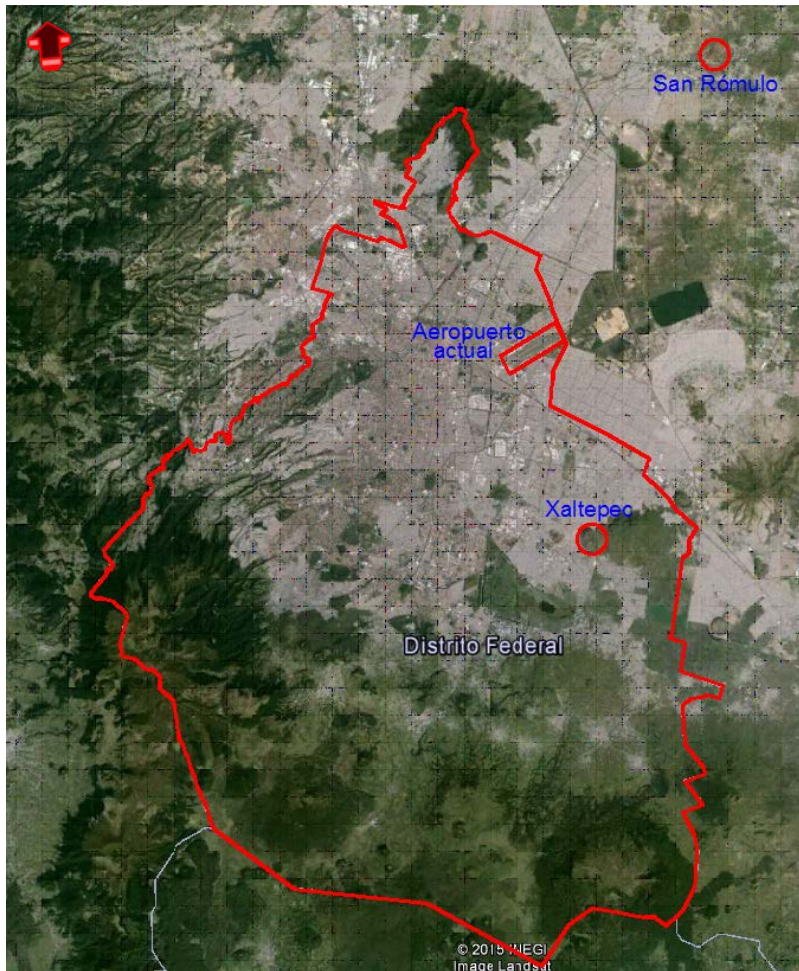 San Rómulo
Aeropuerto
actual
Xaltepec
Distrito Federal
© 2015 INEGI
Image Landsat